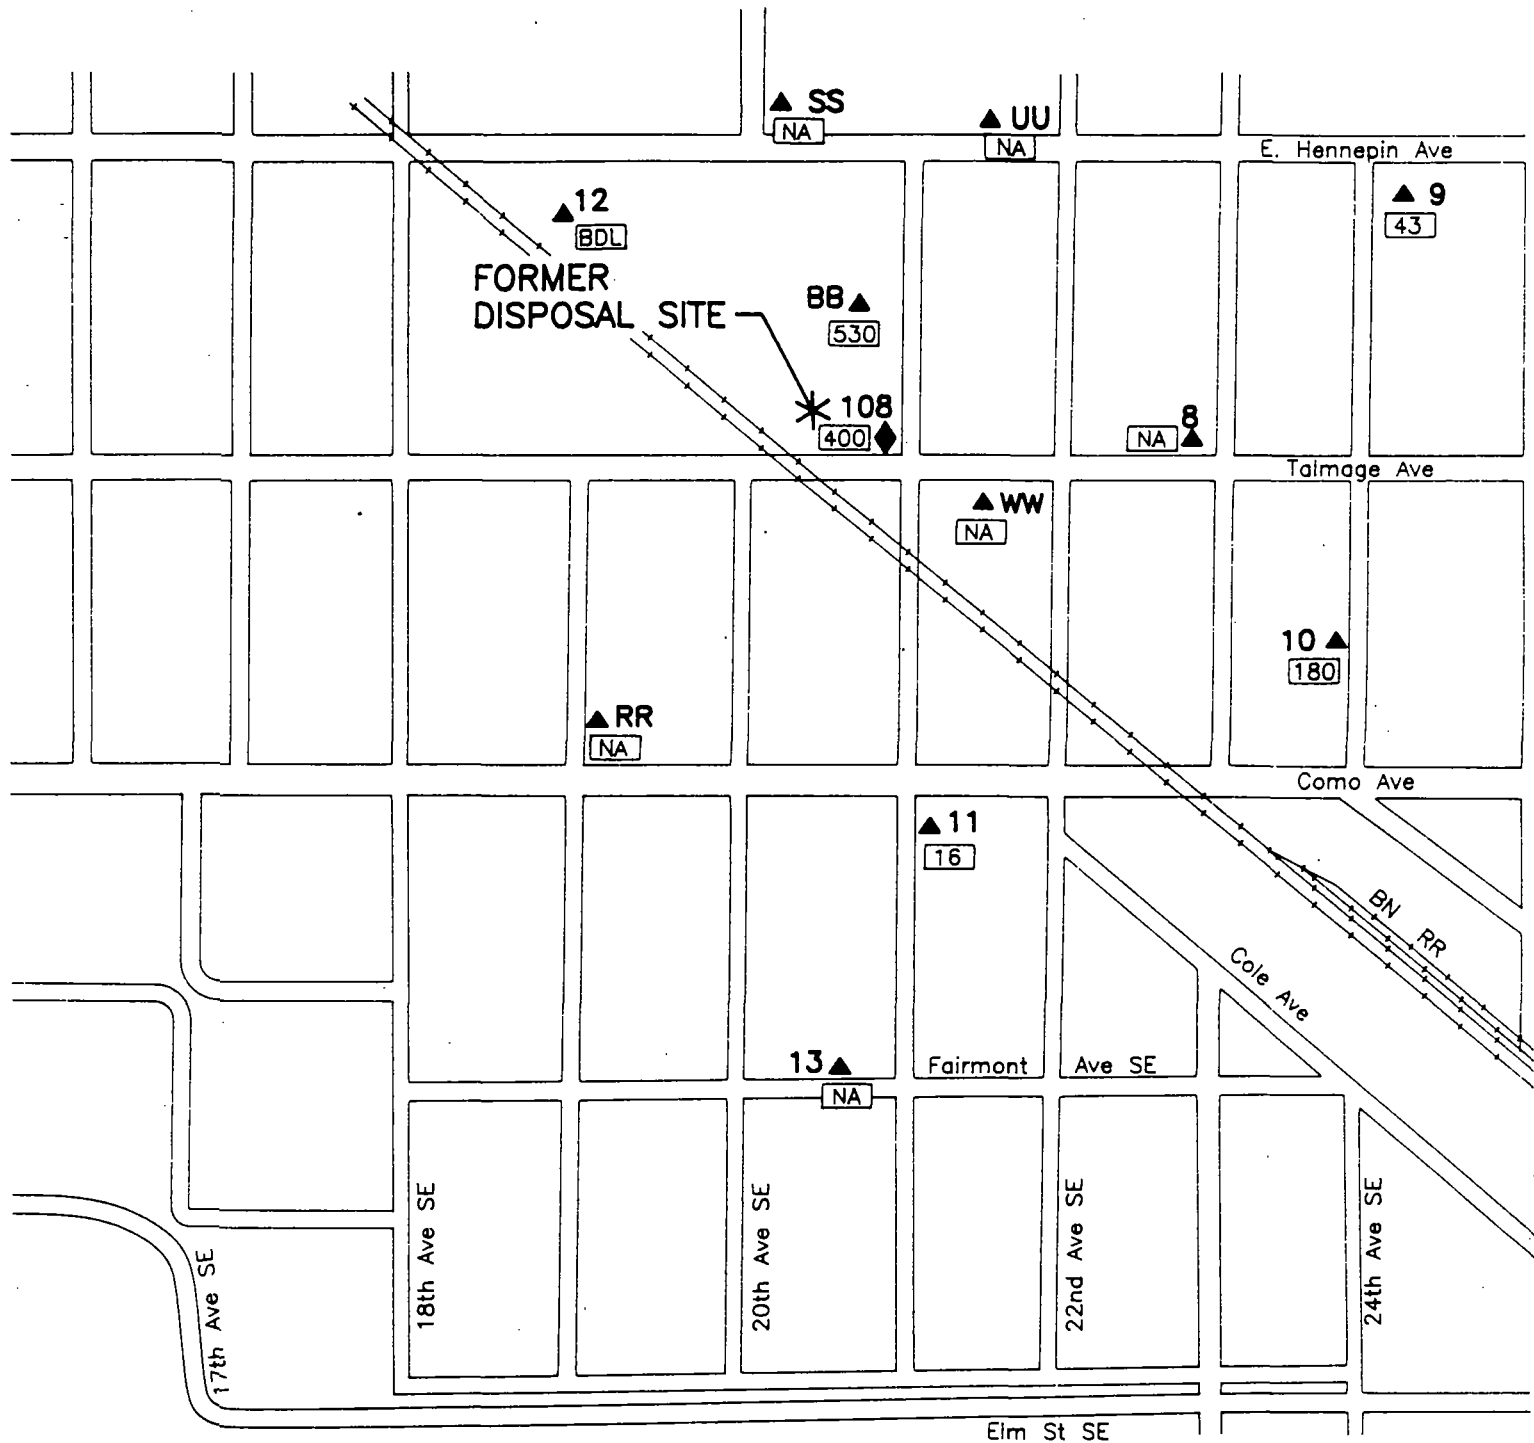 SS
NA
UU
NA
E. Hennepin Ave
12
BDL
9
43
FORMER
DISPOSAL SITE
BB
530
108
400
8
NA
Talmage Ave
WW
NA
10
180
RR
NA
Como Ave
11
16
BN RR
Cole Ave
13
NA
Fairmont Ave SE
17th Ave SE
18th Ave SE
20th Ave SE
22nd Ave SE
24th Ave SE
Elm St SE